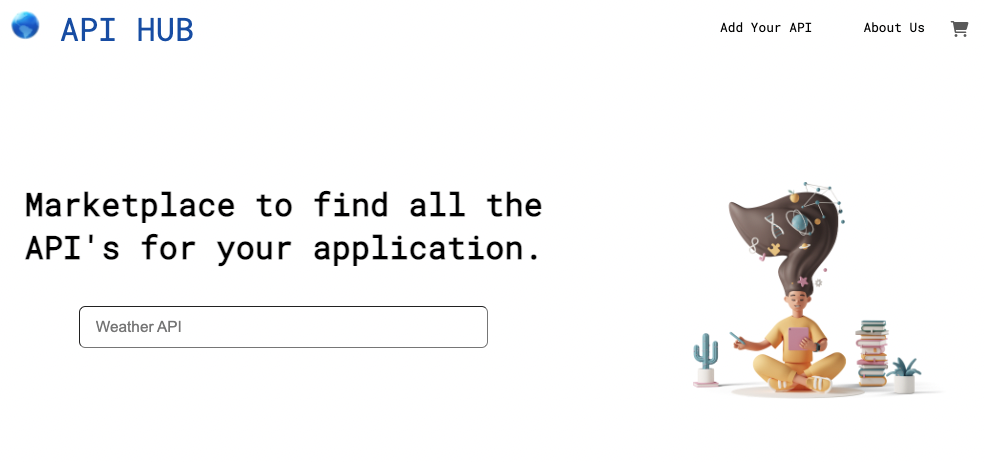 API HUB
Add Your API
About Us
Marketplace to find all the
API's for your application.
Weather API